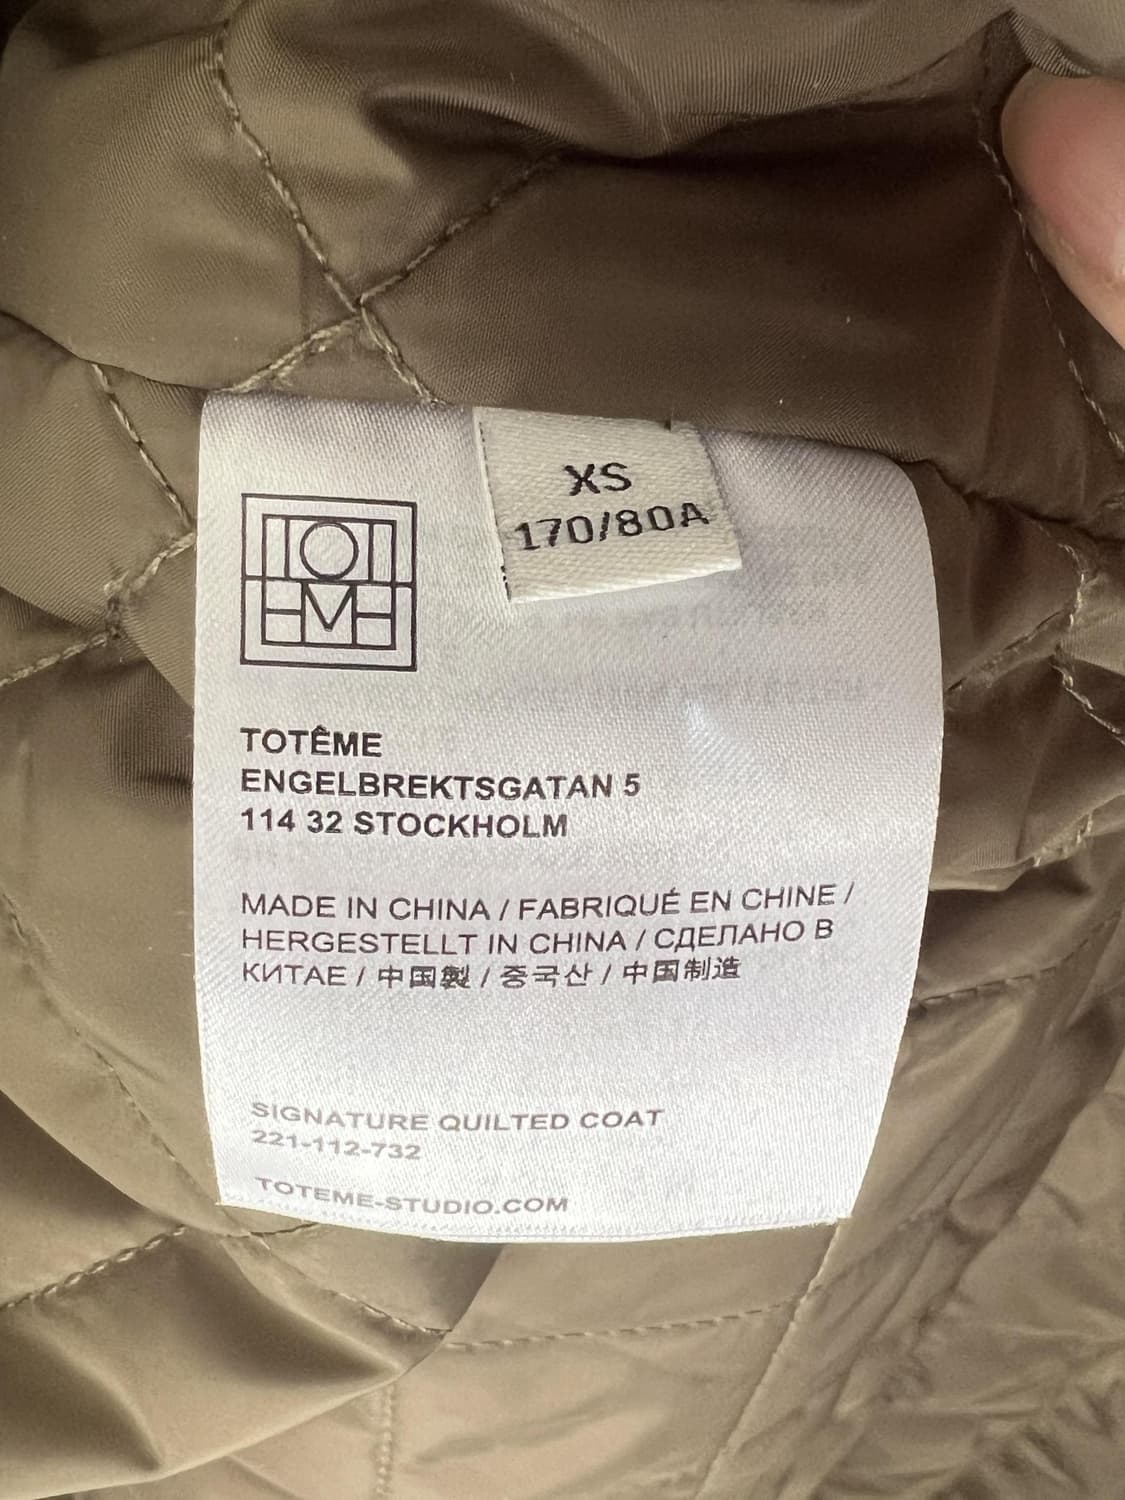 XS
170/80A
TOTEME
TOTÊME
ENGELBREKTSGATAN 5
114 32 STOCKHOLM
MADE IN CHINA / FABRIQUÉ EN CHINE /
HERGESTELLT IN CHINA / СДЕЛАНО В
КИТАЕ / 中国製 / 중국산 / 中国制造
SIGNATURE QUILTED COAT
221-112-732
TOTEME-STUDIO.COM